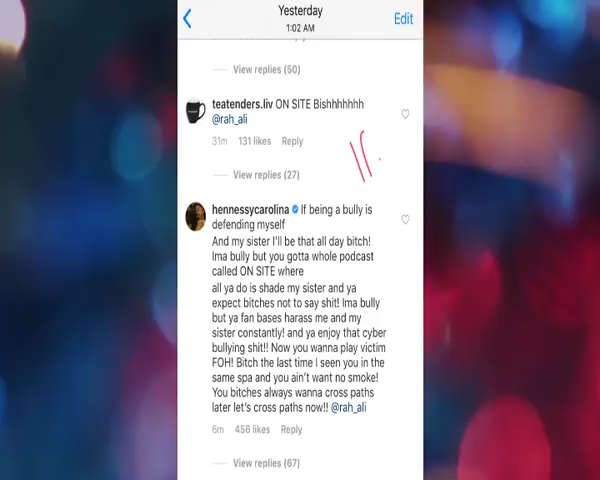 Yesterday
1:02 AM
Edit
View replies (50)
teatenders.liv ON SITE Bishhhhhhh
@rah_ali
31m 131 likes Reply
View replies (27)
hennessycarolina If being a bully is
defending myself
And my sister I'll be that all day bitch!
Ima bully but you gotta whole podcast
called ON SITE where
all ya do is shade my sister and ya
expect bitches not to say shit! Ima bully
but ya fan bases harass me and my
sister constantly! and ya enjoy that cyber
bullying shit!! Now you wanna play victim
FOH! Bitch the last time I seen you in the
same spa and you ain't want no smoke!
You bitches always wanna cross paths
later let's cross paths now!! @rah_ali
6m 456 likes Reply
View replies (67)